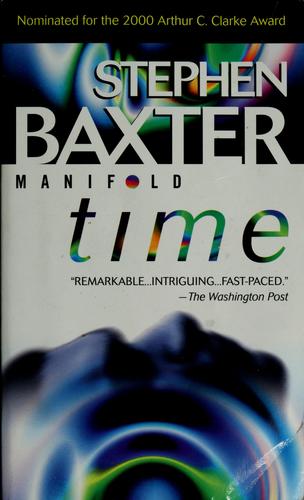 Nominated for the 2000 Arthur C. Clarke Award
STEPHEN
BAXTER
MANIFOLD
time
"REMARKABLE...INTRIGUING...FAST-PACED."
—The Washington Post